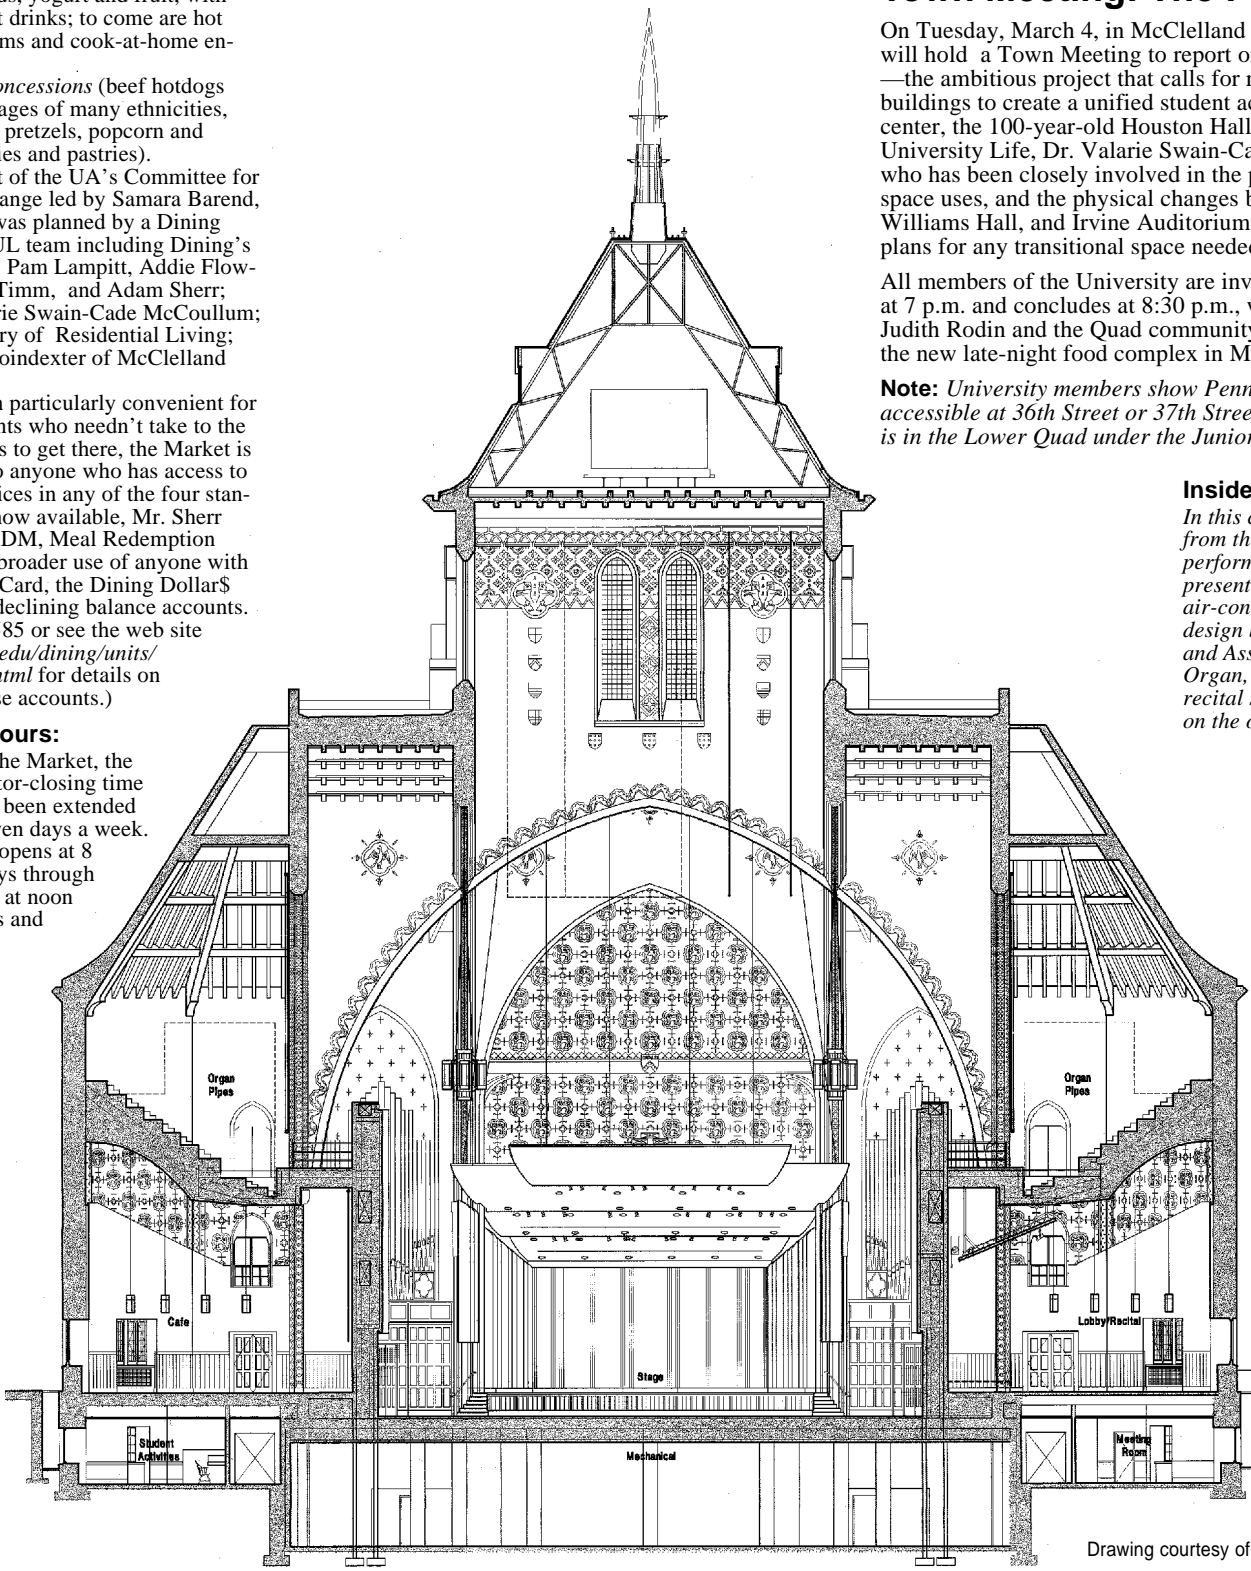 t drinks; to come are hot
ms and cook-at-home en-
oncessions (beef hotdogs
ages of many ethnicities,
pretzels, popcorn and
ies and pastries).
t of the UA's Committee for
ange led by Samara Barend,
was planned by a Dining
UL team including Dining's
Pam Lampitt, Addie Flow-
Timm, and Adam Sherr;
rie Swain-Cade McCoullum;
ry of Residential Living;
oindexter of McClelland
n particularly convenient for
nts who needn't take to the
s to get there, the Market is
o anyone who has access to
ices in any of the four stan-
now available, Mr. Sherr
DM, Meal Redemption
broader use of anyone with
Card, the Dining Dollar$
declining balance accounts.
585 or see the web site
edu/dining/units/
html for details on
se accounts.)
ours:
he Market, the
tor-closing time
been extended
ven days a week.
opens at 8
ys through
at noon
s and
On Tuesday, March 4, in McClelland
will hold a Town Meeting to report o
—the ambitious project that calls for r
buildings to create a unified student ac
center, the 100-year-old Houston Hall
University Life, Dr. Valarie Swain-Ca
who has been closely involved in the p
space uses, and the physical changes b
Williams Hall, and Irvine Auditorium
plans for any transitional space needed
All members of the University are inv
at 7 p.m. and concludes at 8:30 p.m., w
Judith Rodin and the Quad community
the new late-night food complex in M
Note: University members show Penn
accessible at 36th Street or 37th Stree
is in the Lower Quad under the Junior
Inside
In this
from th
perform
present
air-con
design
and Ass
Organ,
recital
on the
Organ
Pipes
Organ
Pipes
Cafe
Lobby/Recital
Stage
Student
Activities
Mechanical
Meeting
Room
Drawing courtesy of